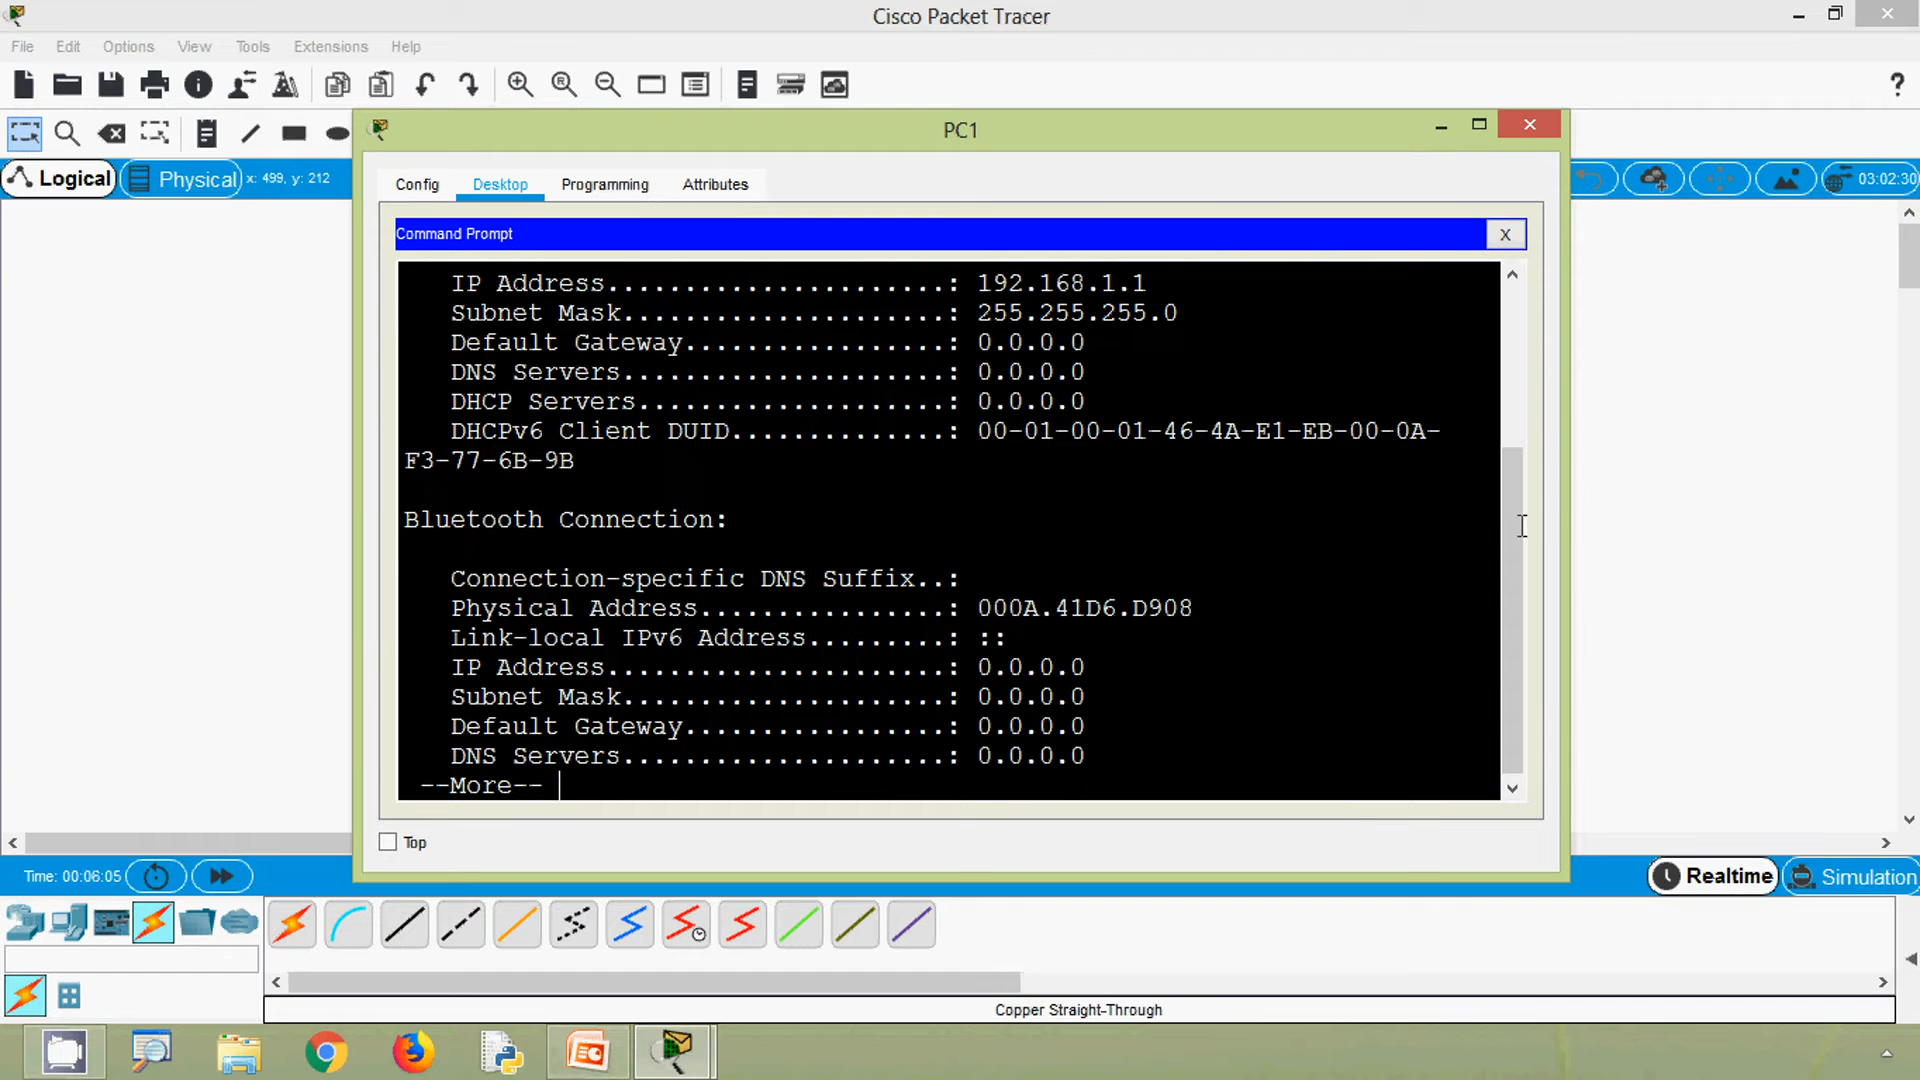 Cisco Packet Tracer
File Edit Options View Tools Extensions Help
?
PC1
Logical Physical x: 499, y: 212
03:02:30
Config Desktop Programming Attributes
Command Prompt X
IP Address......................: 192.168.1.1
Subnet Mask.....................: 255.255.255.0
Default Gateway.................: 0.0.0.0
DNS Servers.....................: 0.0.0.0
DHCP Servers....................: 0.0.0.0
DHCPv6 Client DUID..............: 00-01-00-01-46-4A-E1-EB-00-0A-
F3-77-6B-9B
Bluetooth Connection:
Connection-specific DNS Suffix..:
Physical Address................: 000A.41D6.D908
Link-local IPv6 Address.........: ::
IP Address......................: 0.0.0.0
Subnet Mask.....................: 0.0.0.0
Default Gateway.................: 0.0.0.0
DNS Servers.....................: 0.0.0.0
--More--
Top
Time: 00:06:05
Realtime Simulation
Copper Straight-Through